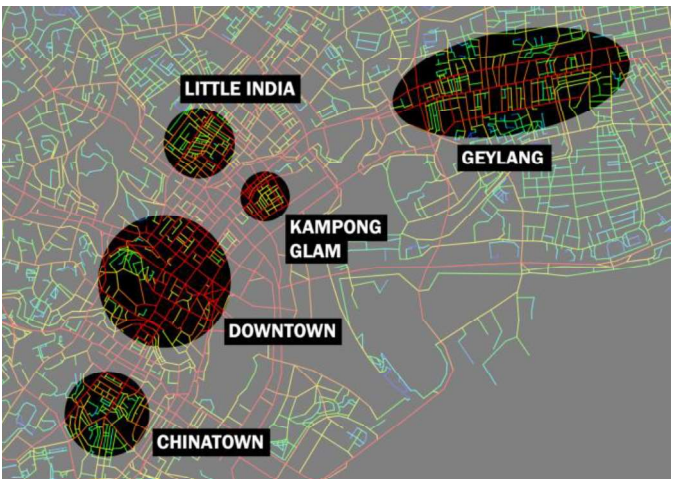 LITTLE INDIA
GEYLANG
KAMPONG
GLAM
DOWNTOWN
CHINATOWN